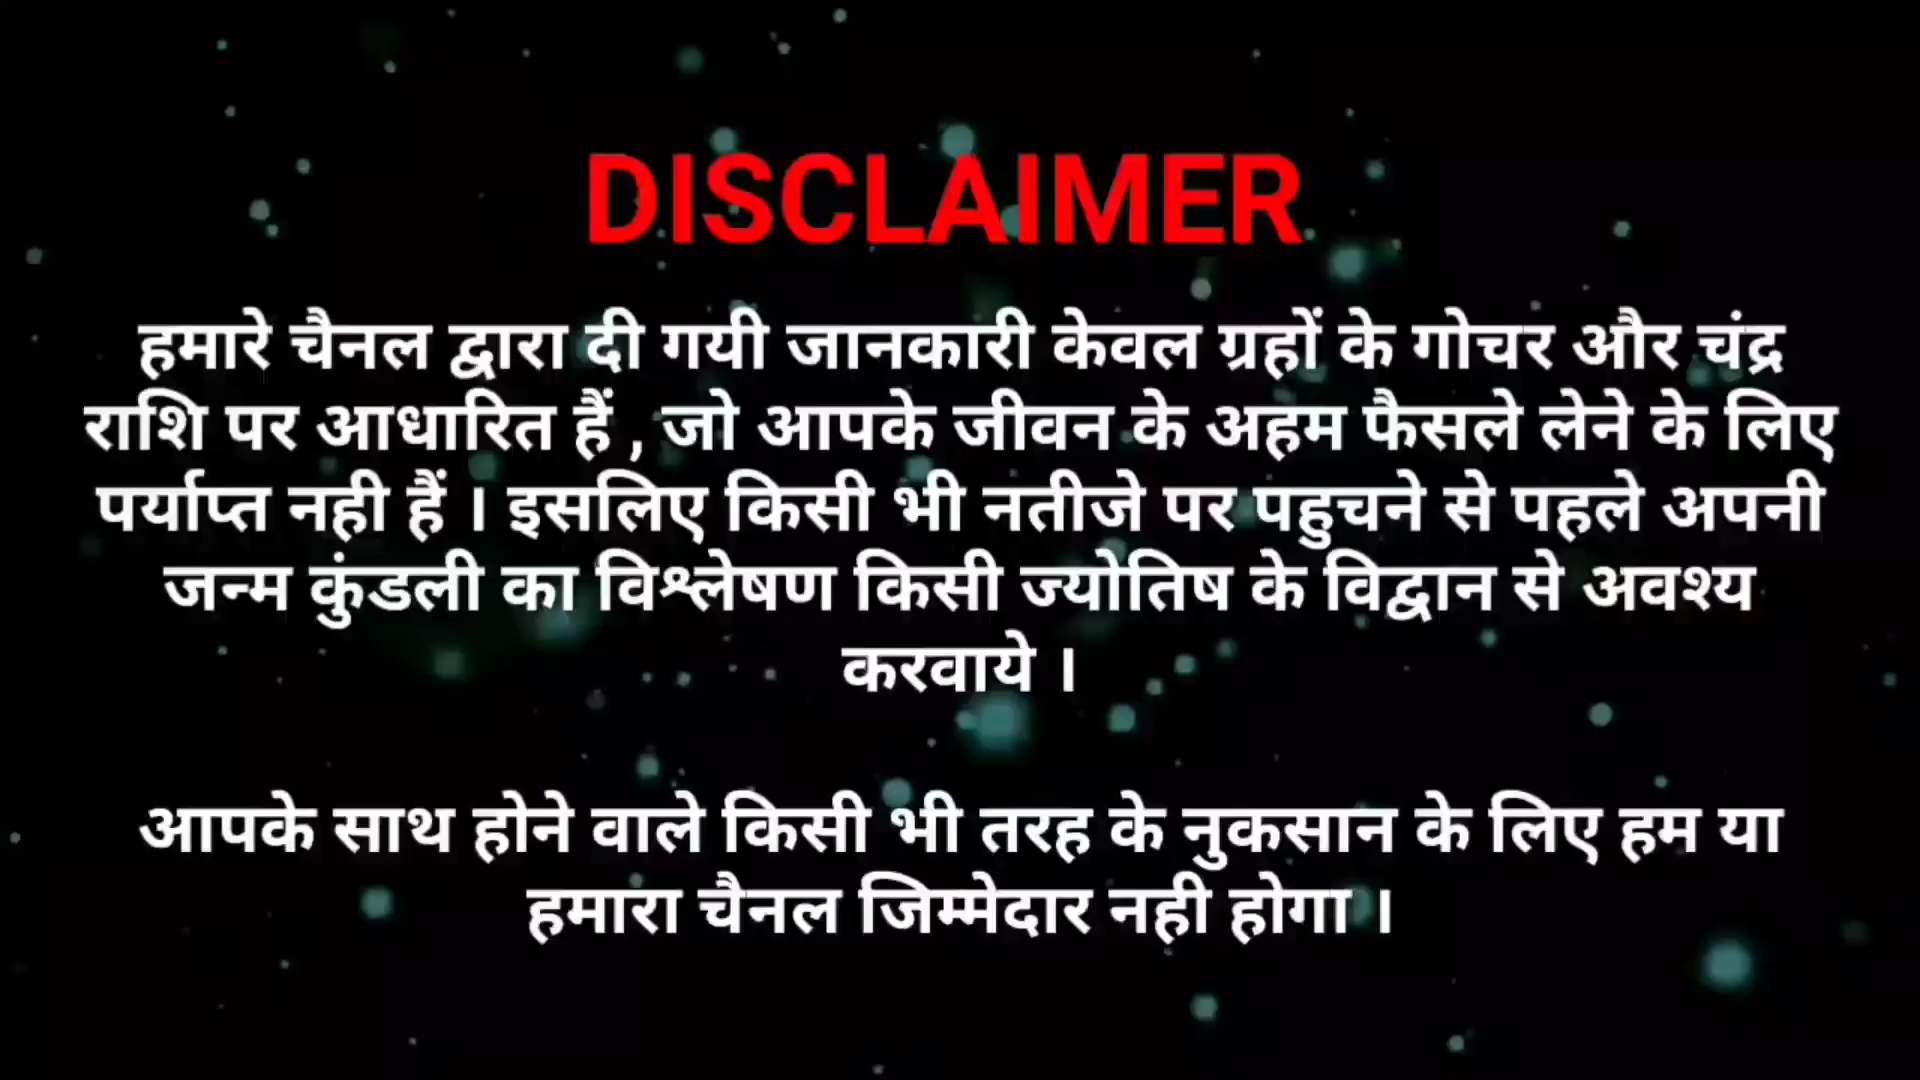 DISCLAIMER
हमारे चैनल द्वारा दी गयी जानकारी केवल ग्रहों के गोचर और चंद्र
राशि पर आधारित हैं , जो आपके जीवन के अहम फैसले लेने के लिए
पर्याप्त नही हैं । इसलिए किसी भी नतीजे पर पहुचने से पहले अपनी
जन्म कुंडली का विश्लेषण किसी ज्योतिष के विद्वान से अवश्य
करवाये ।
आपके साथ होने वाले किसी भी तरह के नुकसान के लिए हम या
हमारा चैनल जिम्मेदार नही होगा ।